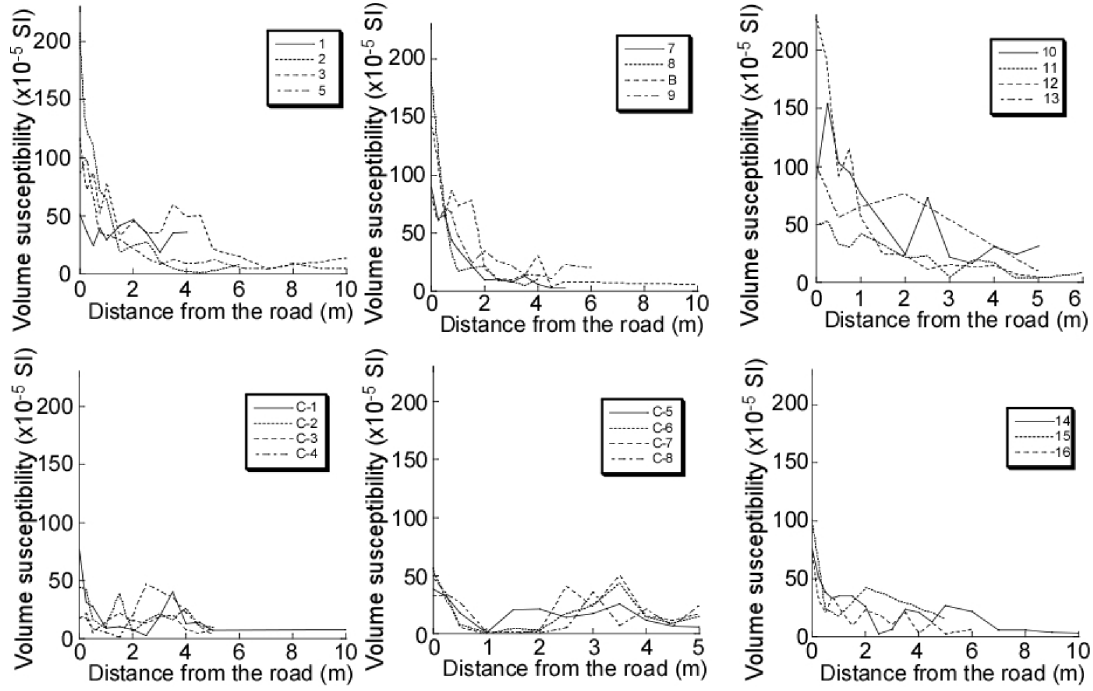 Volume susceptibility (x10-5 SI)
200
150
100
50
0
0 2 4 6 8 10
Distance from the road (m)
1
2
3
5
Volume susceptibility (x10-5 SI)
200
150
100
50
0
0 2 4 6 8 10
Distance from the road (m)
7
8
B
9
Volume susceptibility (x10-5 SI)
200
150
100
50
0
0 1 2 3 4 5 6
Distance from the road (m)
10
11
12
13
Volume susceptibility (x10-5 SI)
200
150
100
50
0
0 2 4 6 8 10
Distance from the road (m)
C-1
C-2
C-3
C-4
Volume susceptibility (x10-5 SI)
200
150
100
50
0
0 1 2 3 4 5
Distance from the road (m)
C-5
C-6
C-7
C-8
Volume susceptibility (x10-5 SI)
200
150
100
50
0
0 2 4 6 8 10
Distance from the road (m)
14
15
16